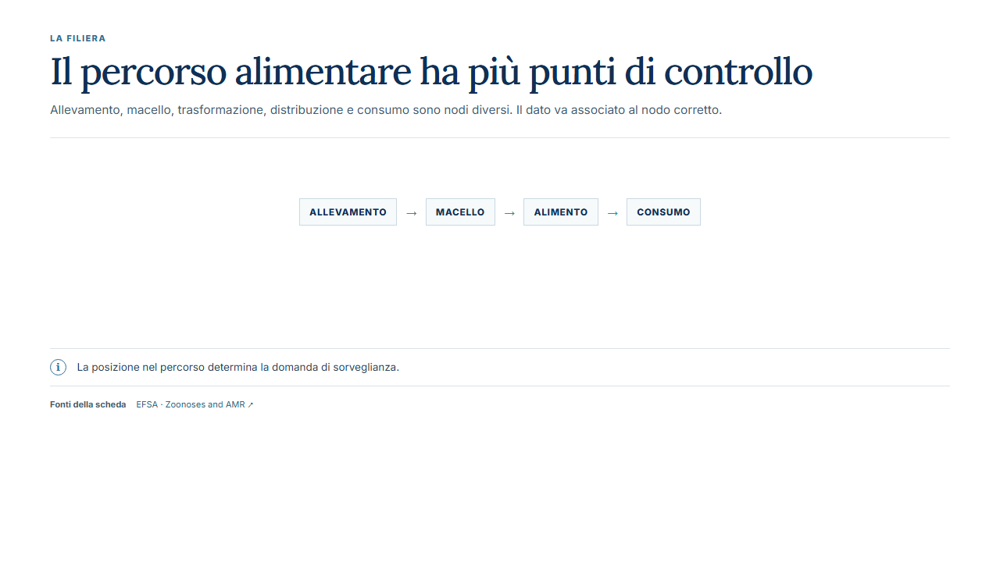 LA FILIERA
Il percorso alimentare ha più punti di controllo
Allevamento, macello, trasformazione, distribuzione e consumo sono nodi diversi. Il dato va associato al nodo corretto.
ALLEVAMENTO → MACELLO → ALIMENTO → CONSUMO
i La posizione nel percorso determina la domanda di sorveglianza.
Fonti della scheda EFSA · Zoonoses and AMR ↗